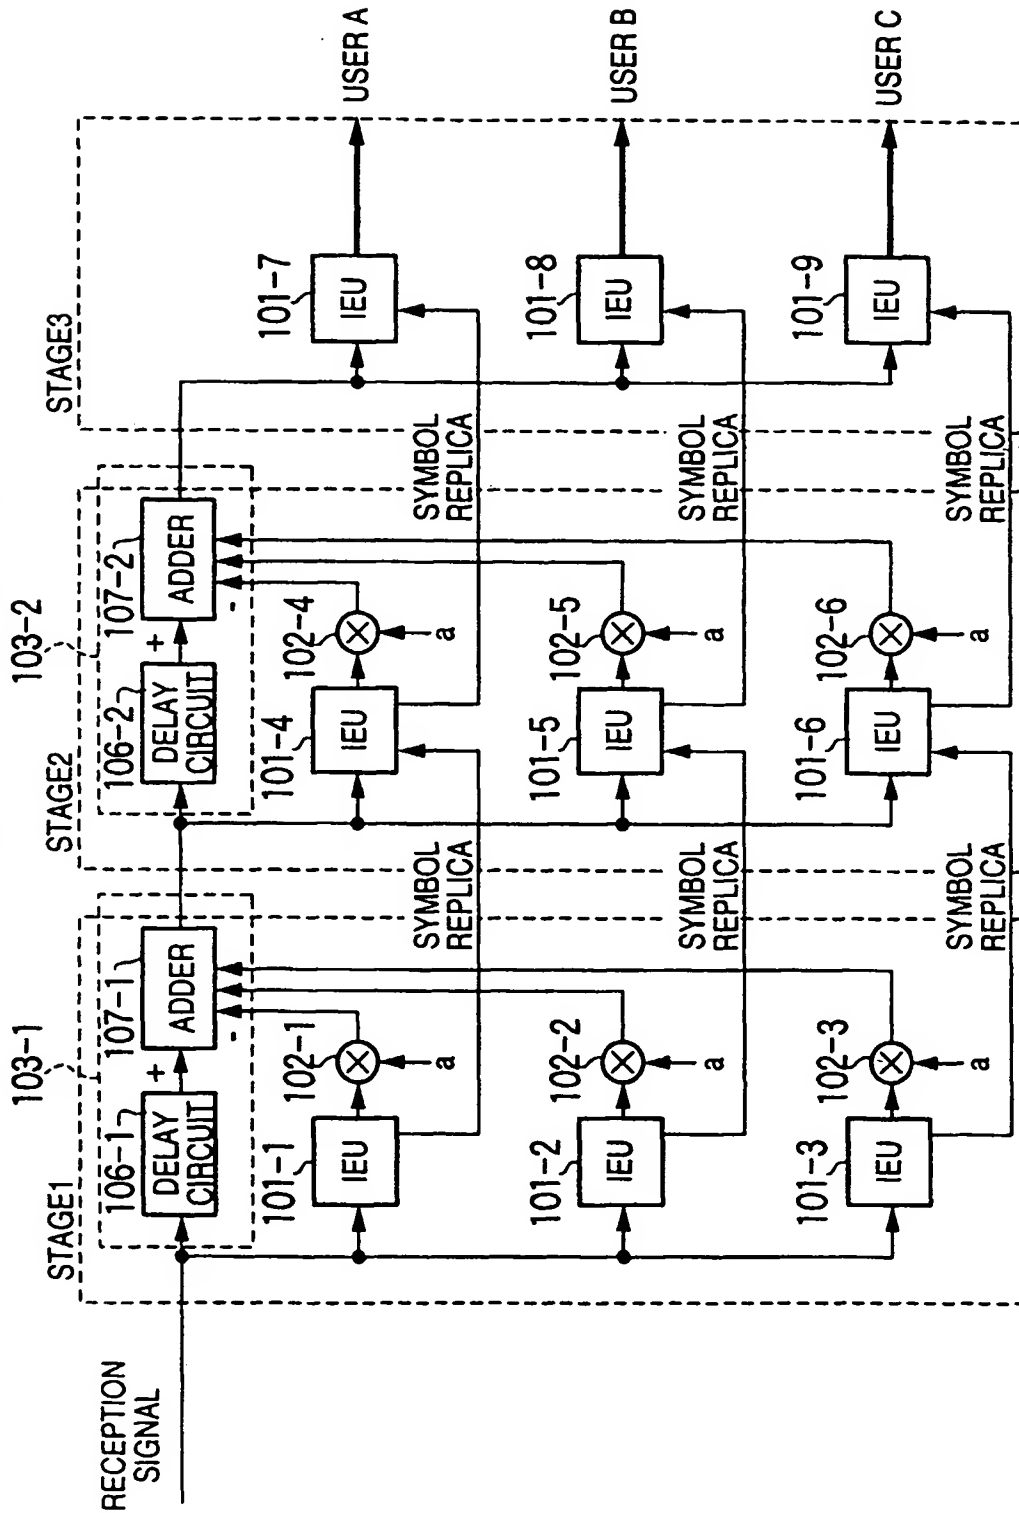 103-1
103-2
STAGE1
STAGE2
STAGE3
RECEPTION
SIGNAL
106-1
DELAY
CIRCUIT
+
107-1
ADDER
-
106-2
DELAY
CIRCUIT
+
107-2
ADDER
-
101-1
IEU
102-1
a
SYMBOL
REPLICA
101-4
IEU
102-4
a
SYMBOL
REPLICA
101-7
IEU
USER A
101-2
IEU
102-2
a
SYMBOL
REPLICA
101-5
IEU
102-5
a
SYMBOL
REPLICA
101-8
IEU
USER B
101-3
IEU
102-3
a
SYMBOL
REPLICA
101-6
IEU
102-6
a
SYMBOL
REPLICA
101-9
IEU
USER C